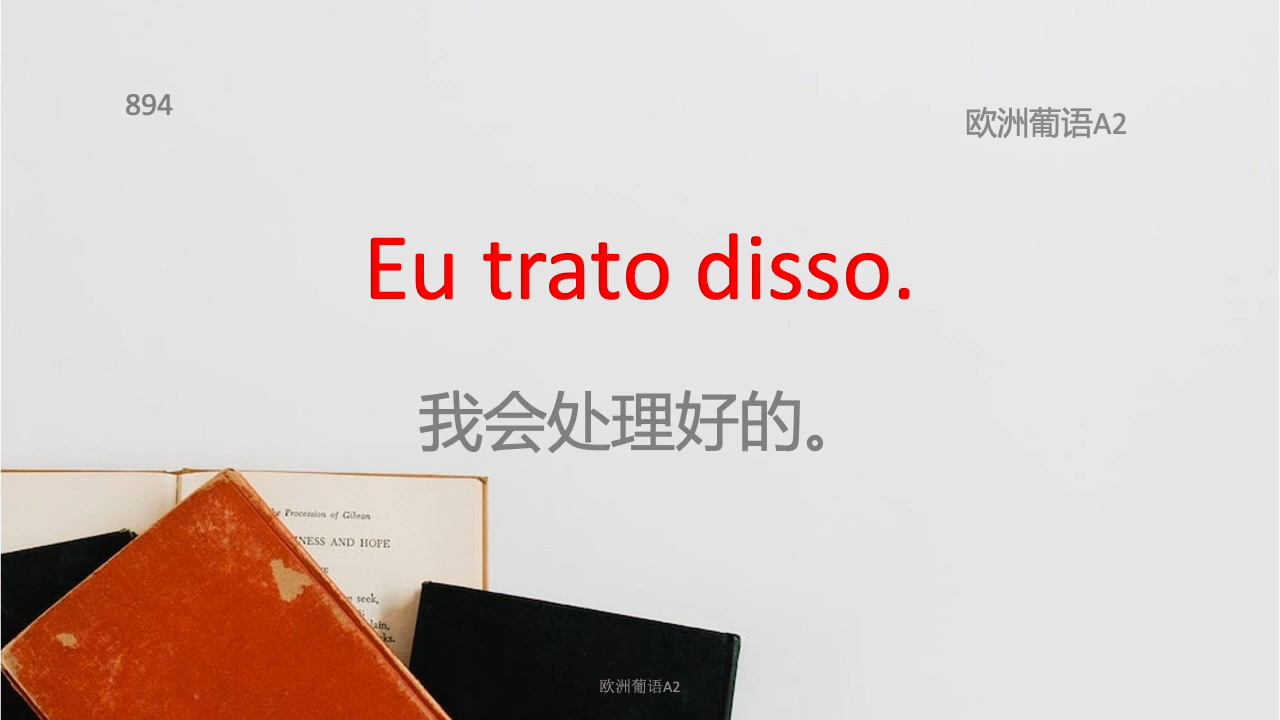 894
欧洲葡语A2
Eu trato disso.
我会处理好的。
he Procession of Gibran
NESS AND HOPE
seek,
欧洲葡语A2